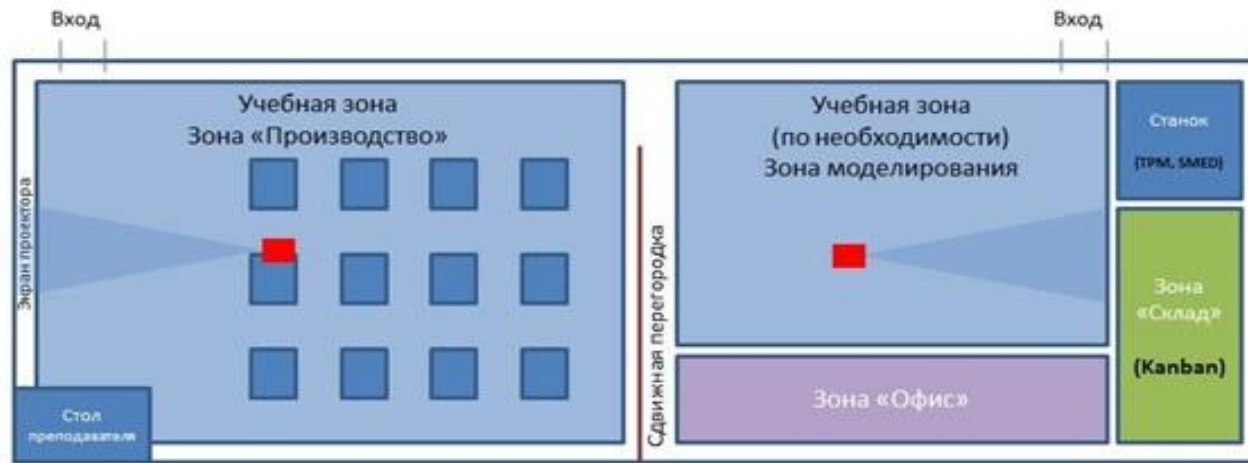 Вход
Вход
Экран проектора
Учебная зона
Зона «Производство»
Стол
преподавателя
Сдвижная перегородка
Учебная зона
(по необходимости)
Зона моделирования
Зона «Офис»
Станок
(TPM, SMED)
Зона
«Склад»
(Kanban)